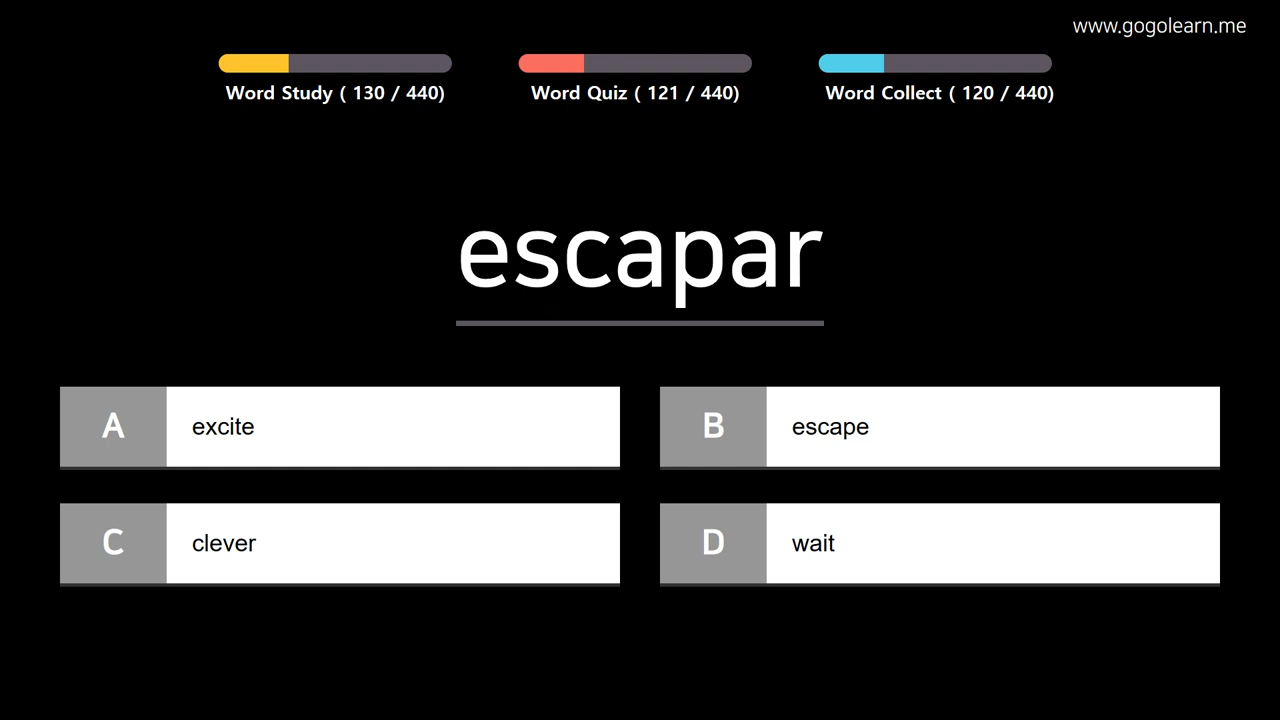 www.gogolearn.me
Word Study ( 130 / 440)
Word Quiz ( 121 / 440)
Word Collect ( 120 / 440)
escapar
A excite
B escape
C clever
D wait